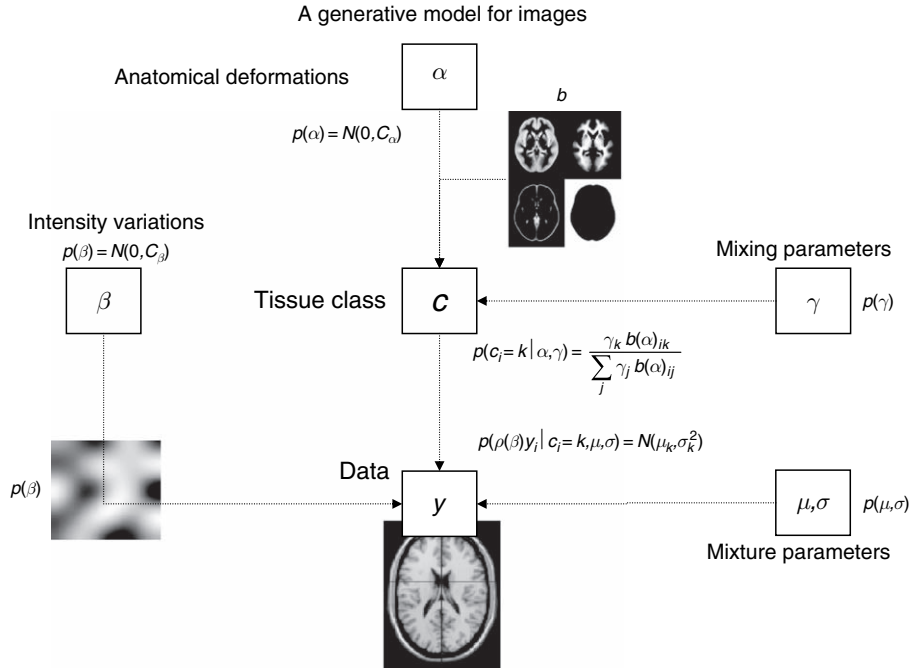 A generative model for images
Anatomical deformations
α
b
p(α) = N(0, C_α)
Intensity variations
p(β) = N(0, C_β)
β
Tissue class
c
Mixing parameters
γ
p(γ)
p(c_i = k | α, γ) = γ_k b(α)_ik / ∑_j γ_j b(α)_ij
p(ρ(β)y_i | c_i = k, μ, σ) = N(μ_k, σ_k^2)
p(β)
Data
y
μ,σ
p(μ,σ)
Mixture parameters